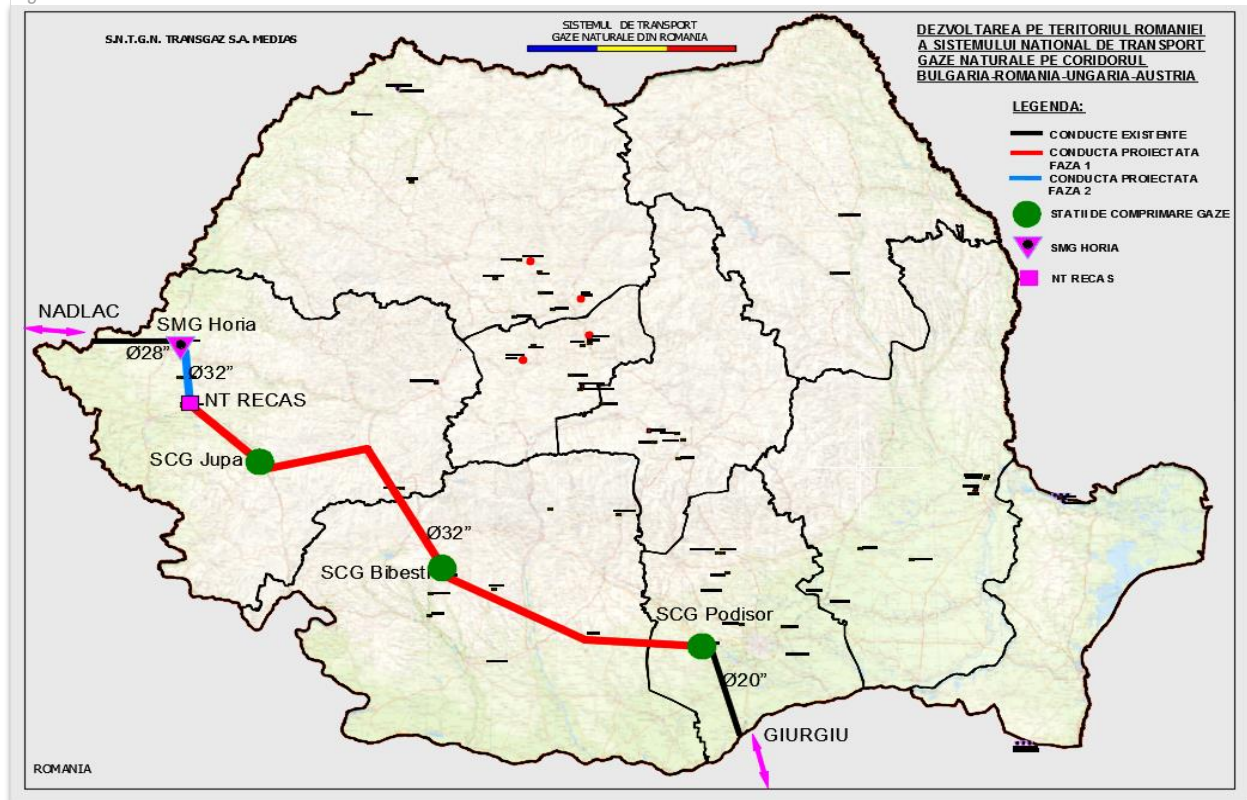 S.N.T.G.N. TRANSGAZ S.A. MEDIAS
SISTEMUL DE TRANSPORT
GAZE NATURALE DIN ROMANIA
DEZVOLTAREA PE TERITORIUL ROMANIEI
A SISTEMULUI NATIONAL DE TRANSPORT
GAZE NATURALE PE CORIDORUL
BULGARIA-ROMANIA-UNGARIA-AUSTRIA
LEGENDA:
CONDUCTE EXISTENTE
CONDUCTA PROIECTATA
FAZA 1
CONDUCTA PROIECTATA
FAZA 2
STATII DE COMPRIMARE GAZE
SMG HORIA
NT RECAS
NADLAC
SMG Horia
Ø28”
Ø32”
NT RECAS
SCG Jupa
Ø32”
SCG Bibesti
SCG Podisor
Ø20”
GIURGIU
ROMANIA